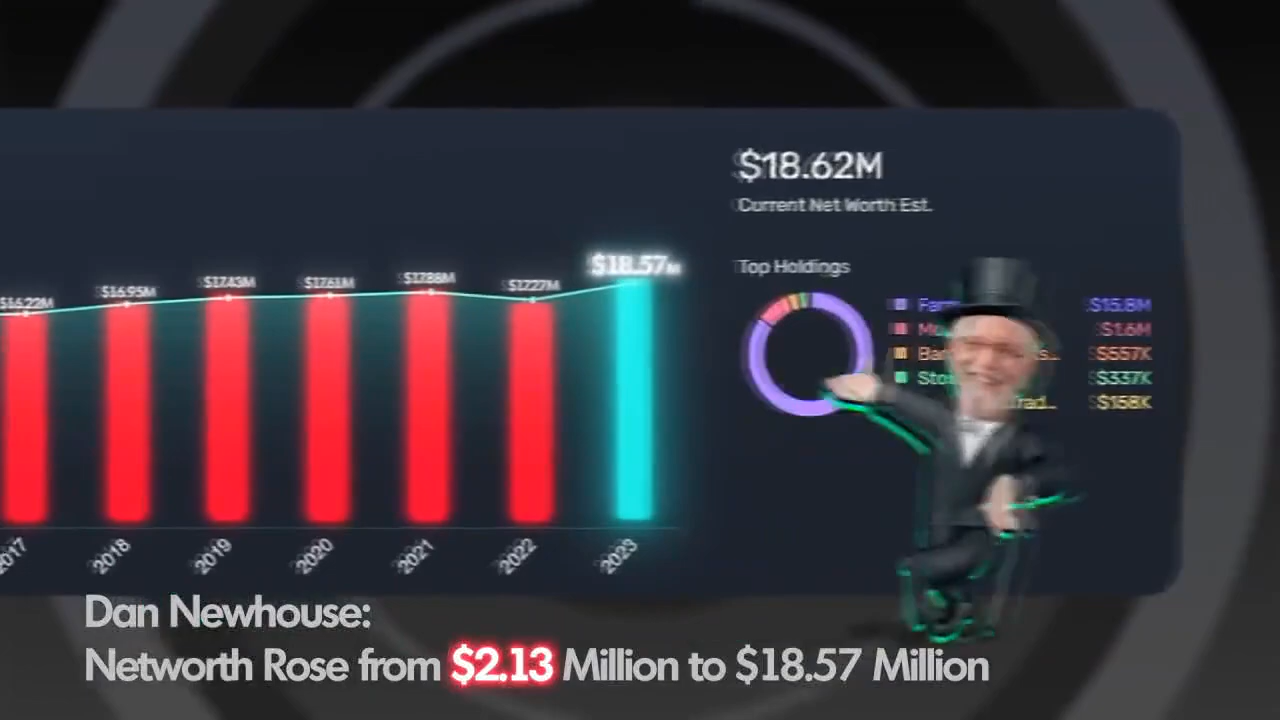 $18.62M
Current Net Worth Est.
Top Holdings
$15.8M
$1.6M
$557K
$337K
$158K
$16.22M
$16.95M
$17.43M
$17.61M
$17.88M
$17.27M
$18.57M
2017
2018
2019
2020
2021
2022
2023
Dan Newhouse:
Networth Rose from $2.13 Million to $18.57 Million